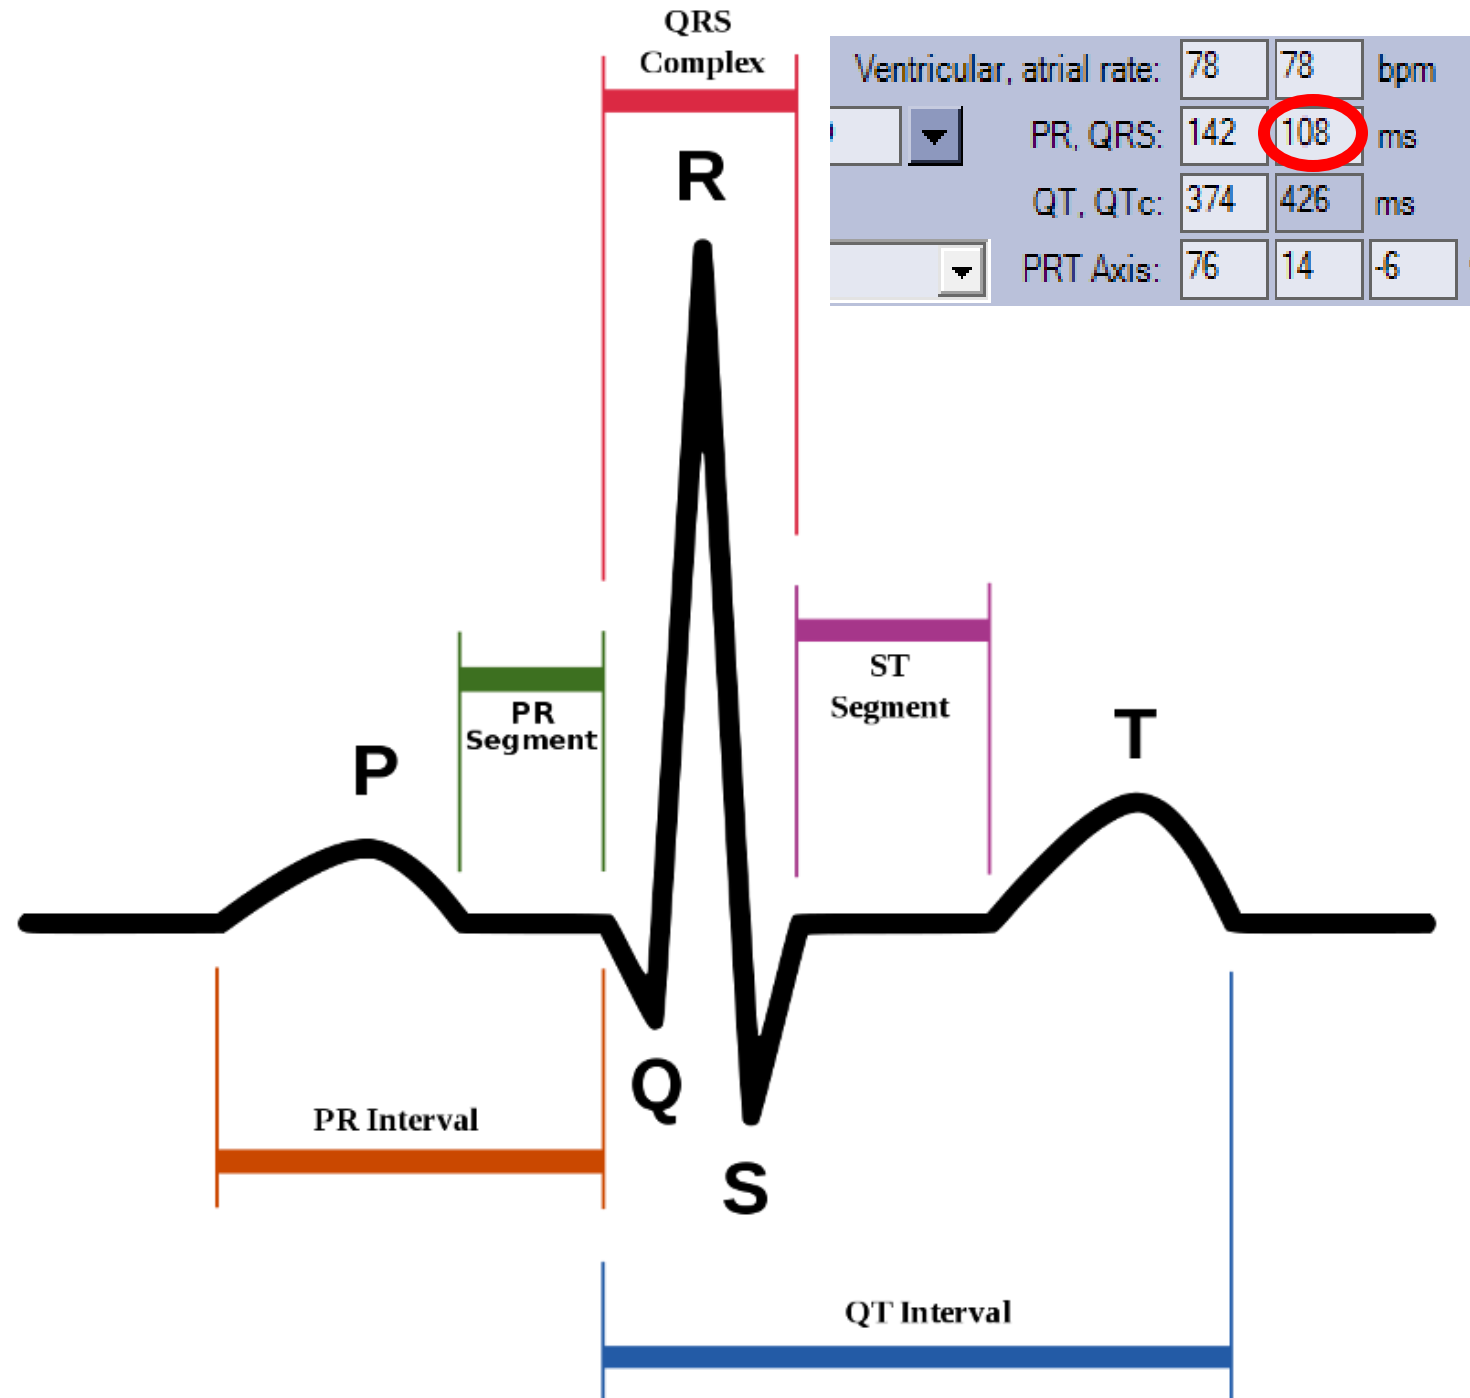 QRS
Complex
Ventricular, atrial rate: 78 78 bpm
PR, QRS: 142 108 ms
QT, QTc: 374 426 ms
PRT Axis: 76 14 -6
R
PR
Segment
ST
Segment
P
T
Q
S
PR Interval
QT Interval